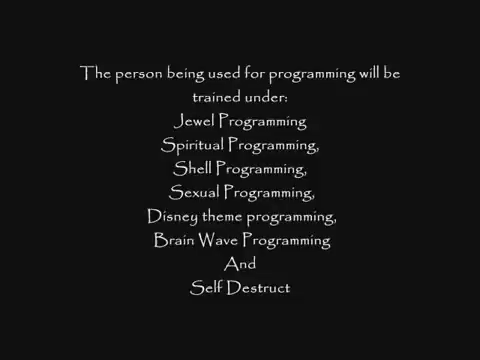 The person being used for programming will be
trained under:
Jewel Programming
Spiritual Programming,
Shell Programming,
Sexual Programming,
Disney theme programming,
Brain Wave Programming
And
Self Destruct